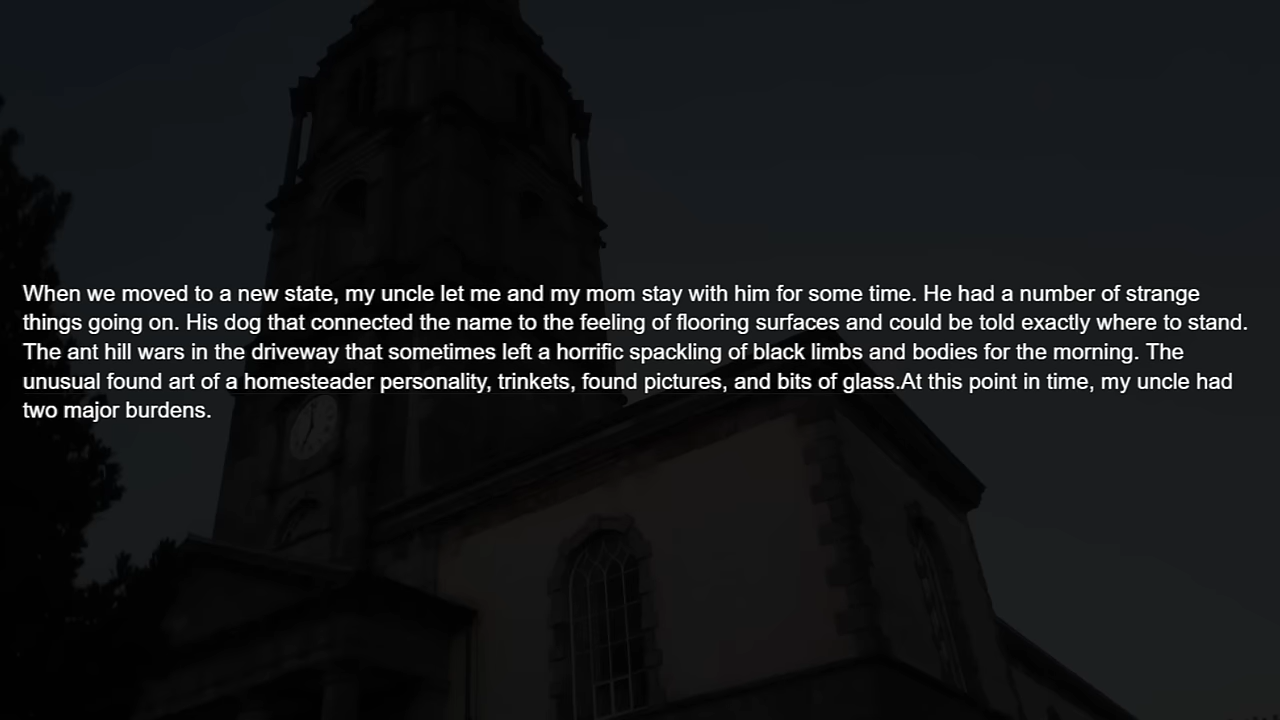 When we moved to a new state, my uncle let me and my mom stay with him for some time. He had a number of strange
things going on. His dog that connected the name to the feeling of flooring surfaces and could be told exactly where to stand.
The ant hill wars in the driveway that sometimes left a horrific spackling of black limbs and bodies for the morning. The
unusual found art of a homesteader personality, trinkets, found pictures, and bits of glass.At this point in time, my uncle had
two major burdens.